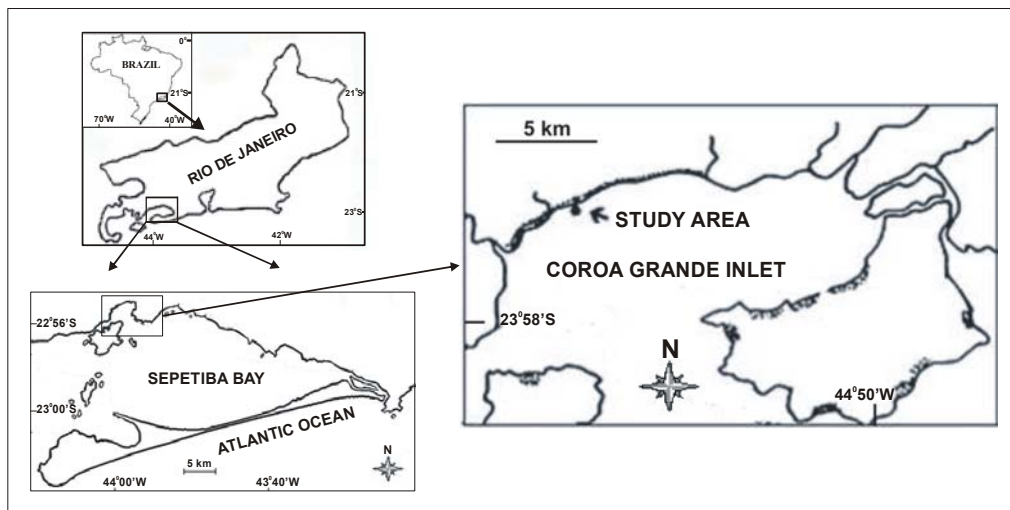 0°
BRAZIL
21°S
70°W
40°W
21°S
RIO DE JANEIRO
23°S
44°W
42°W
22°56'S
SEPETIBA BAY
23°00'S
ATLANTIC OCEAN
N
5 km
44°00'W
43°40'W
5 km
STUDY AREA
COROA GRANDE INLET
23°58'S
N
44°50'W